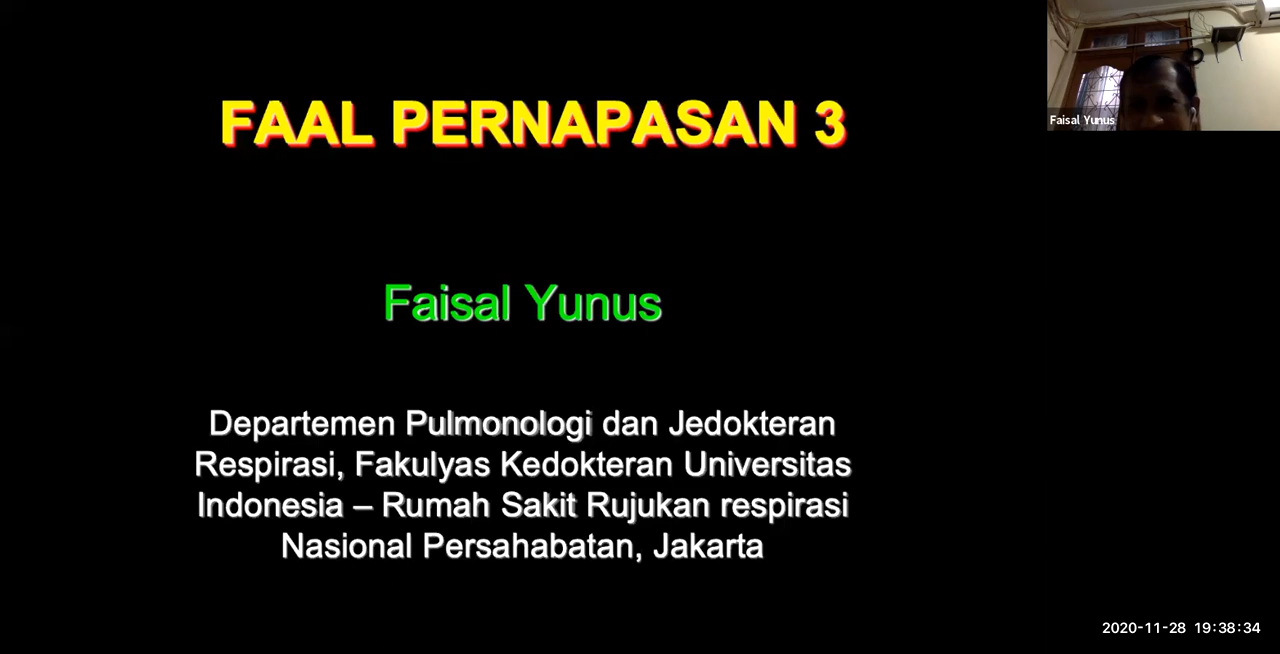 FAAL PERNAPASAN 3
Faisal Yunus
Faisal Yunus
Departemen Pulmonologi dan Jedokteran
Respirasi, Fakulyas Kedokteran Universitas
Indonesia – Rumah Sakit Rujukan respirasi
Nasional Persahabatan, Jakarta
2020-11-28 19:38:34